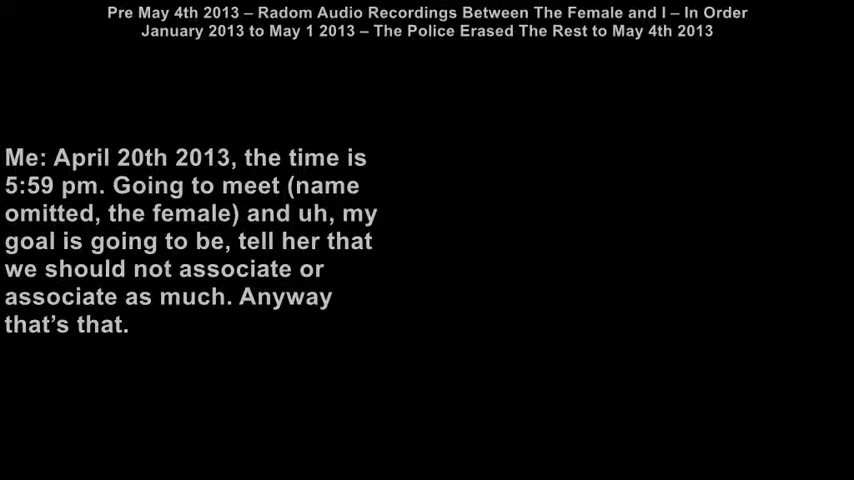 Pre May 4th 2013 – Radom Audio Recordings Between The Female and I – In Order
January 2013 to May 1 2013 – The Police Erased The Rest to May 4th 2013
Me: April 20th 2013, the time is
5:59 pm. Going to meet (name
omitted, the female) and uh, my
goal is going to be, tell her that
we should not associate or
associate as much. Anyway
that’s that.